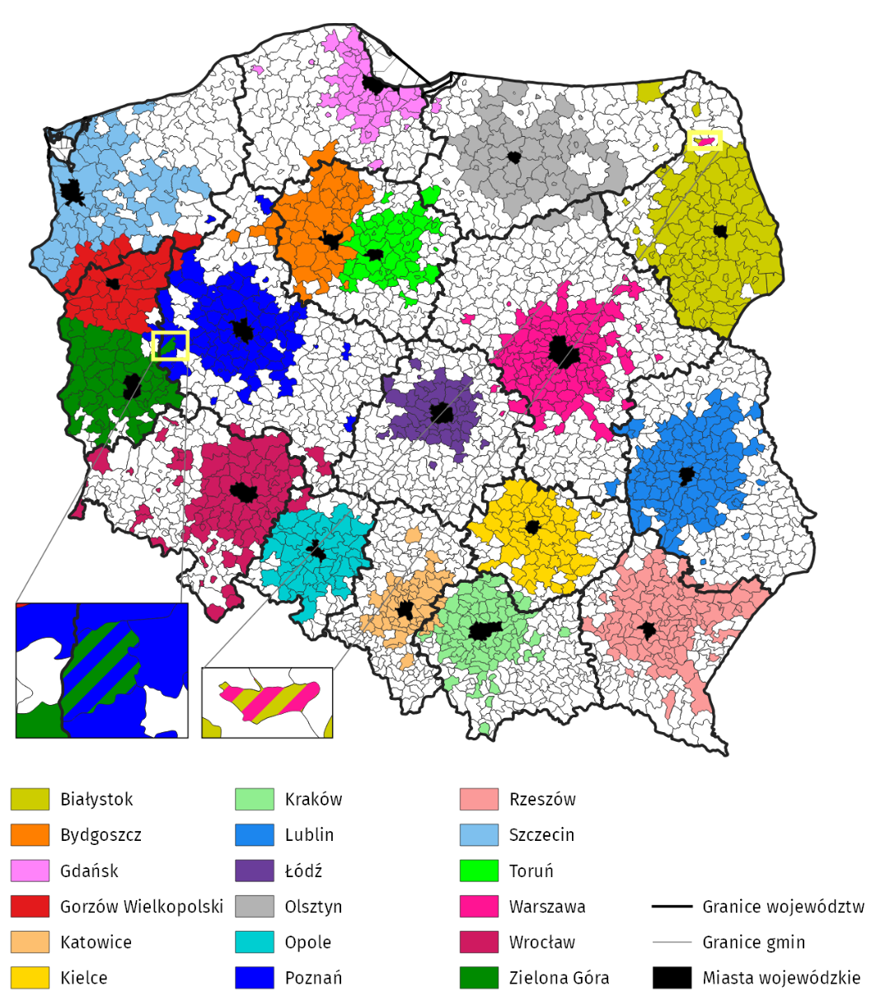 Białystok
Bydgoszcz
Gdańsk
Gorzów Wielkopolski
Katowice
Kielce
Kraków
Lublin
Łódź
Olsztyn
Opole
Poznań
Rzeszów
Szczecin
Toruń
Warszawa
Wrocław
Zielona Góra
Granice województw
Granice gmin
Miasta wojewódzkie